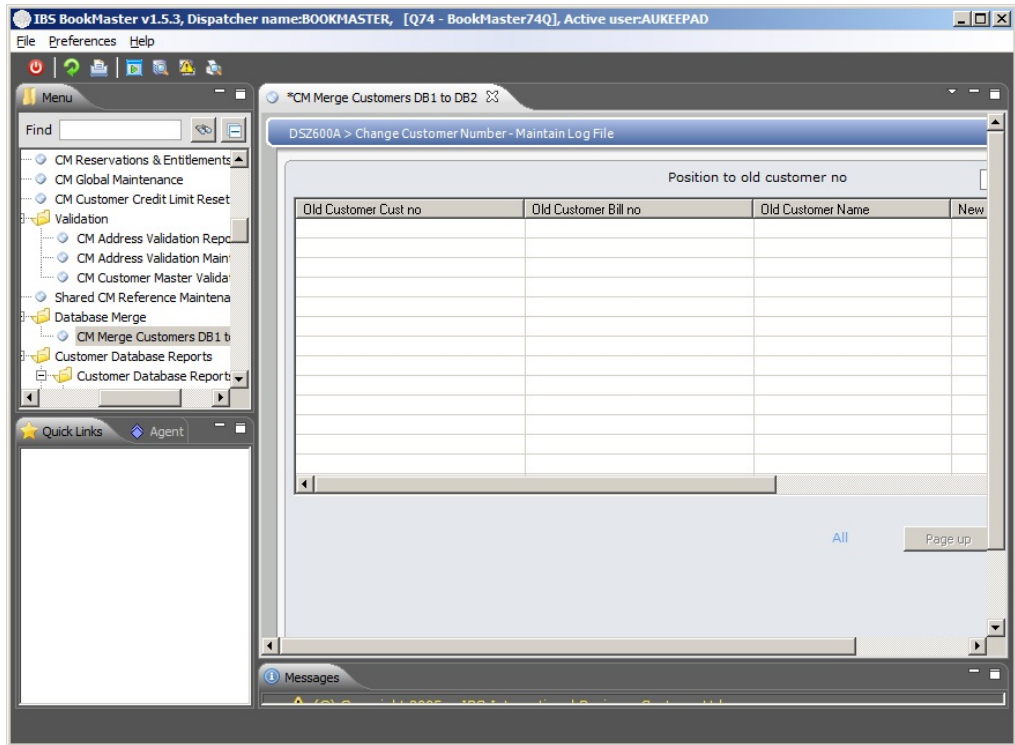 IBS BookMaster v1.5.3, Dispatcher name:BOOKMASTER, [Q74 - BookMaster74Q], Active user:AUKEEPAD
File Preferences Help
Menu
Find
CM Reservations & Entitlements
CM Global Maintenance
CM Customer Credit Limit Reset
Validation
CM Address Validation Repo
CM Address Validation Main
CM Customer Master Valida
Shared CM Reference Maintena
Database Merge
CM Merge Customers DB1 to
Customer Database Reports
Customer Database Reports
Quick Links Agent
*CM Merge Customers DB1 to DB2
DSZ600A > Change Customer Number - Maintain Log File
Position to old customer no
Old Customer Cust no Old Customer Bill no Old Customer Name New
All Page up
Messages